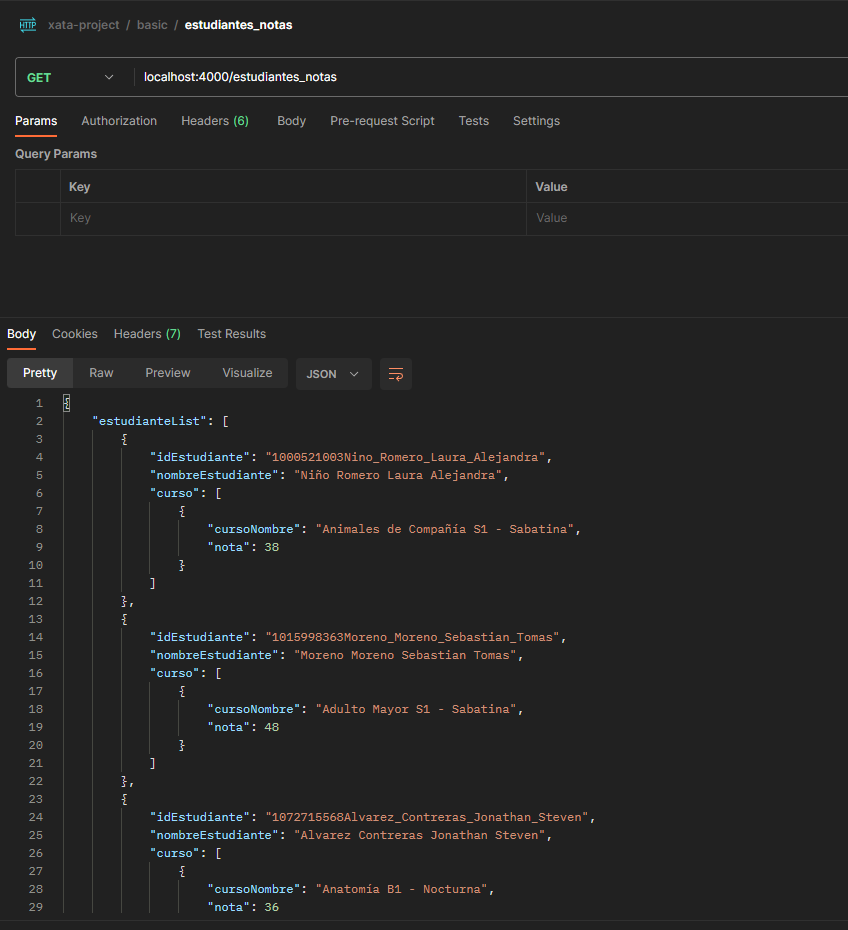 HTTP xata-project / basic / estudiantes_notas
GET localhost:4000/estudiantes_notas
Params Authorization Headers (6) Body Pre-request Script Tests Settings
Query Params
Key Value
Key Value
Body Cookies Headers (7) Test Results
Pretty Raw Preview Visualize JSON
1 {
2 "estudianteList": [
3 {
4 "idEstudiante": "1000521003Nino_Romero_Laura_Alejandra",
5 "nombreEstudiante": "Niño Romero Laura Alejandra",
6 "curso": [
7 {
8 "cursoNombre": "Animales de Compañía S1 - Sabatina",
9 "nota": 38
10 }
11 ]
12 },
13 {
14 "idEstudiante": "1015998363Moreno_Moreno_Sebastian_Tomas",
15 "nombreEstudiante": "Moreno Moreno Sebastian Tomas",
16 "curso": [
17 {
18 "cursoNombre": "Adulto Mayor S1 - Sabatina",
19 "nota": 48
20 }
21 ]
22 },
23 {
24 "idEstudiante": "1072715568Alvarez_Contreras_Jonathan_Steven",
25 "nombreEstudiante": "Alvarez Contreras Jonathan Steven",
26 "curso": [
27 {
28 "cursoNombre": "Anatomía B1 - Nocturna",
29 "nota": 36